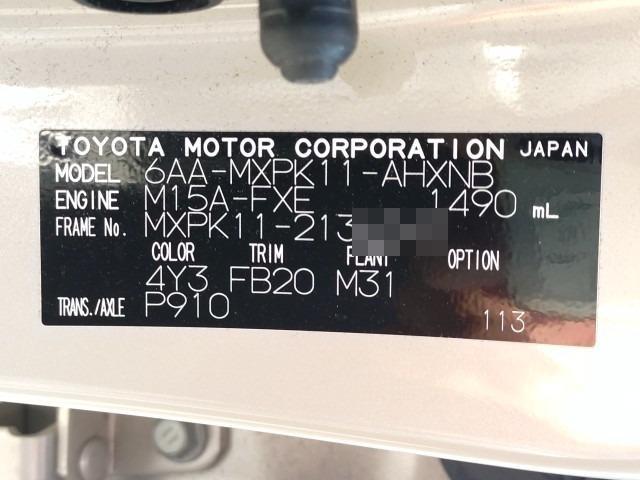 TOYOTA MOTOR CORPORATION JAPAN
MODEL 6AA-MXPK11-AHXNB
ENGINE M15A-FXE 1490 mL
FRAME No. MXPK11-213
COLOR TRIM PLANT OPTION
4Y3 FB20 M31
TRANS./AXLE P910
113